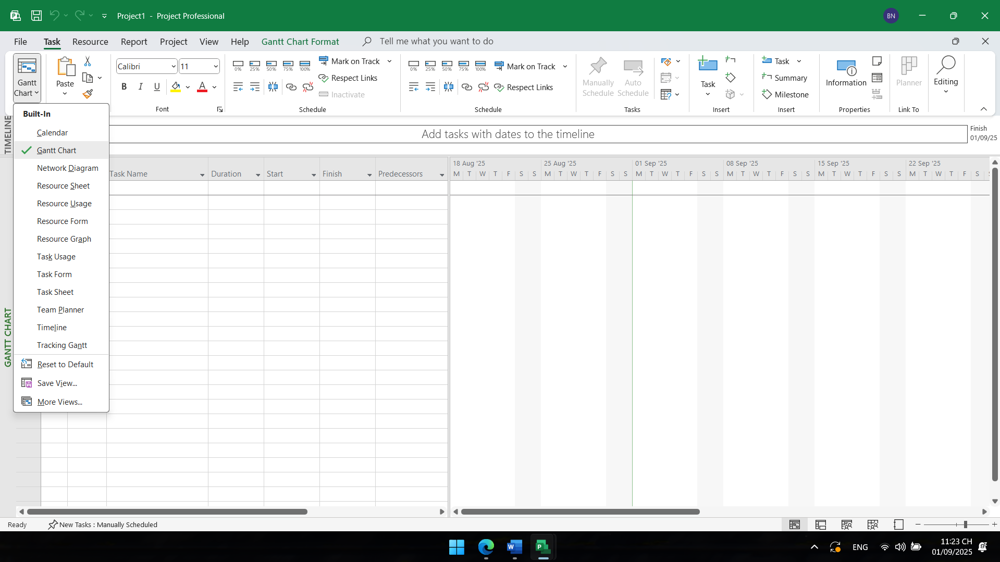 Project1 - Project Professional
BN
File Task Resource Report Project View Help Gantt Chart Format Tell me what you want to do
Gantt Chart
Paste
Calibri 11
B I U A
0% 25% 50% 75% 100%
Mark on Track
Respect Links
Inactivate
0% 25% 50% 75% 100%
Mark on Track
Respect Links
Manually Schedule
Auto Schedule
Task
Task
Summary
Milestone
Information
Planner
Editing
Font
Schedule
Schedule
Tasks
Insert
Insert
Properties
Link To
TIMELINE
Add tasks with dates to the timeline
Finish
01/09/25
Built-In
Calendar
Gantt Chart
Network Diagram
Resource Sheet
Resource Usage
Resource Form
Resource Graph
Task Usage
Task Form
Task Sheet
Team Planner
Timeline
Tracking Gantt
Reset to Default
Save View...
More Views...
GANTT CHART
Task Name Duration Start Finish Predecessors
18 Aug '25 25 Aug '25 01 Sep '25 08 Sep '25 15 Sep '25 22 Sep '25
M T W T F S S M T W T F S S M T W T F S S M T W T F S S M T W T F S S M T W T F S
Ready New Tasks : Manually Scheduled
ENG
11:23 CH
01/09/2025